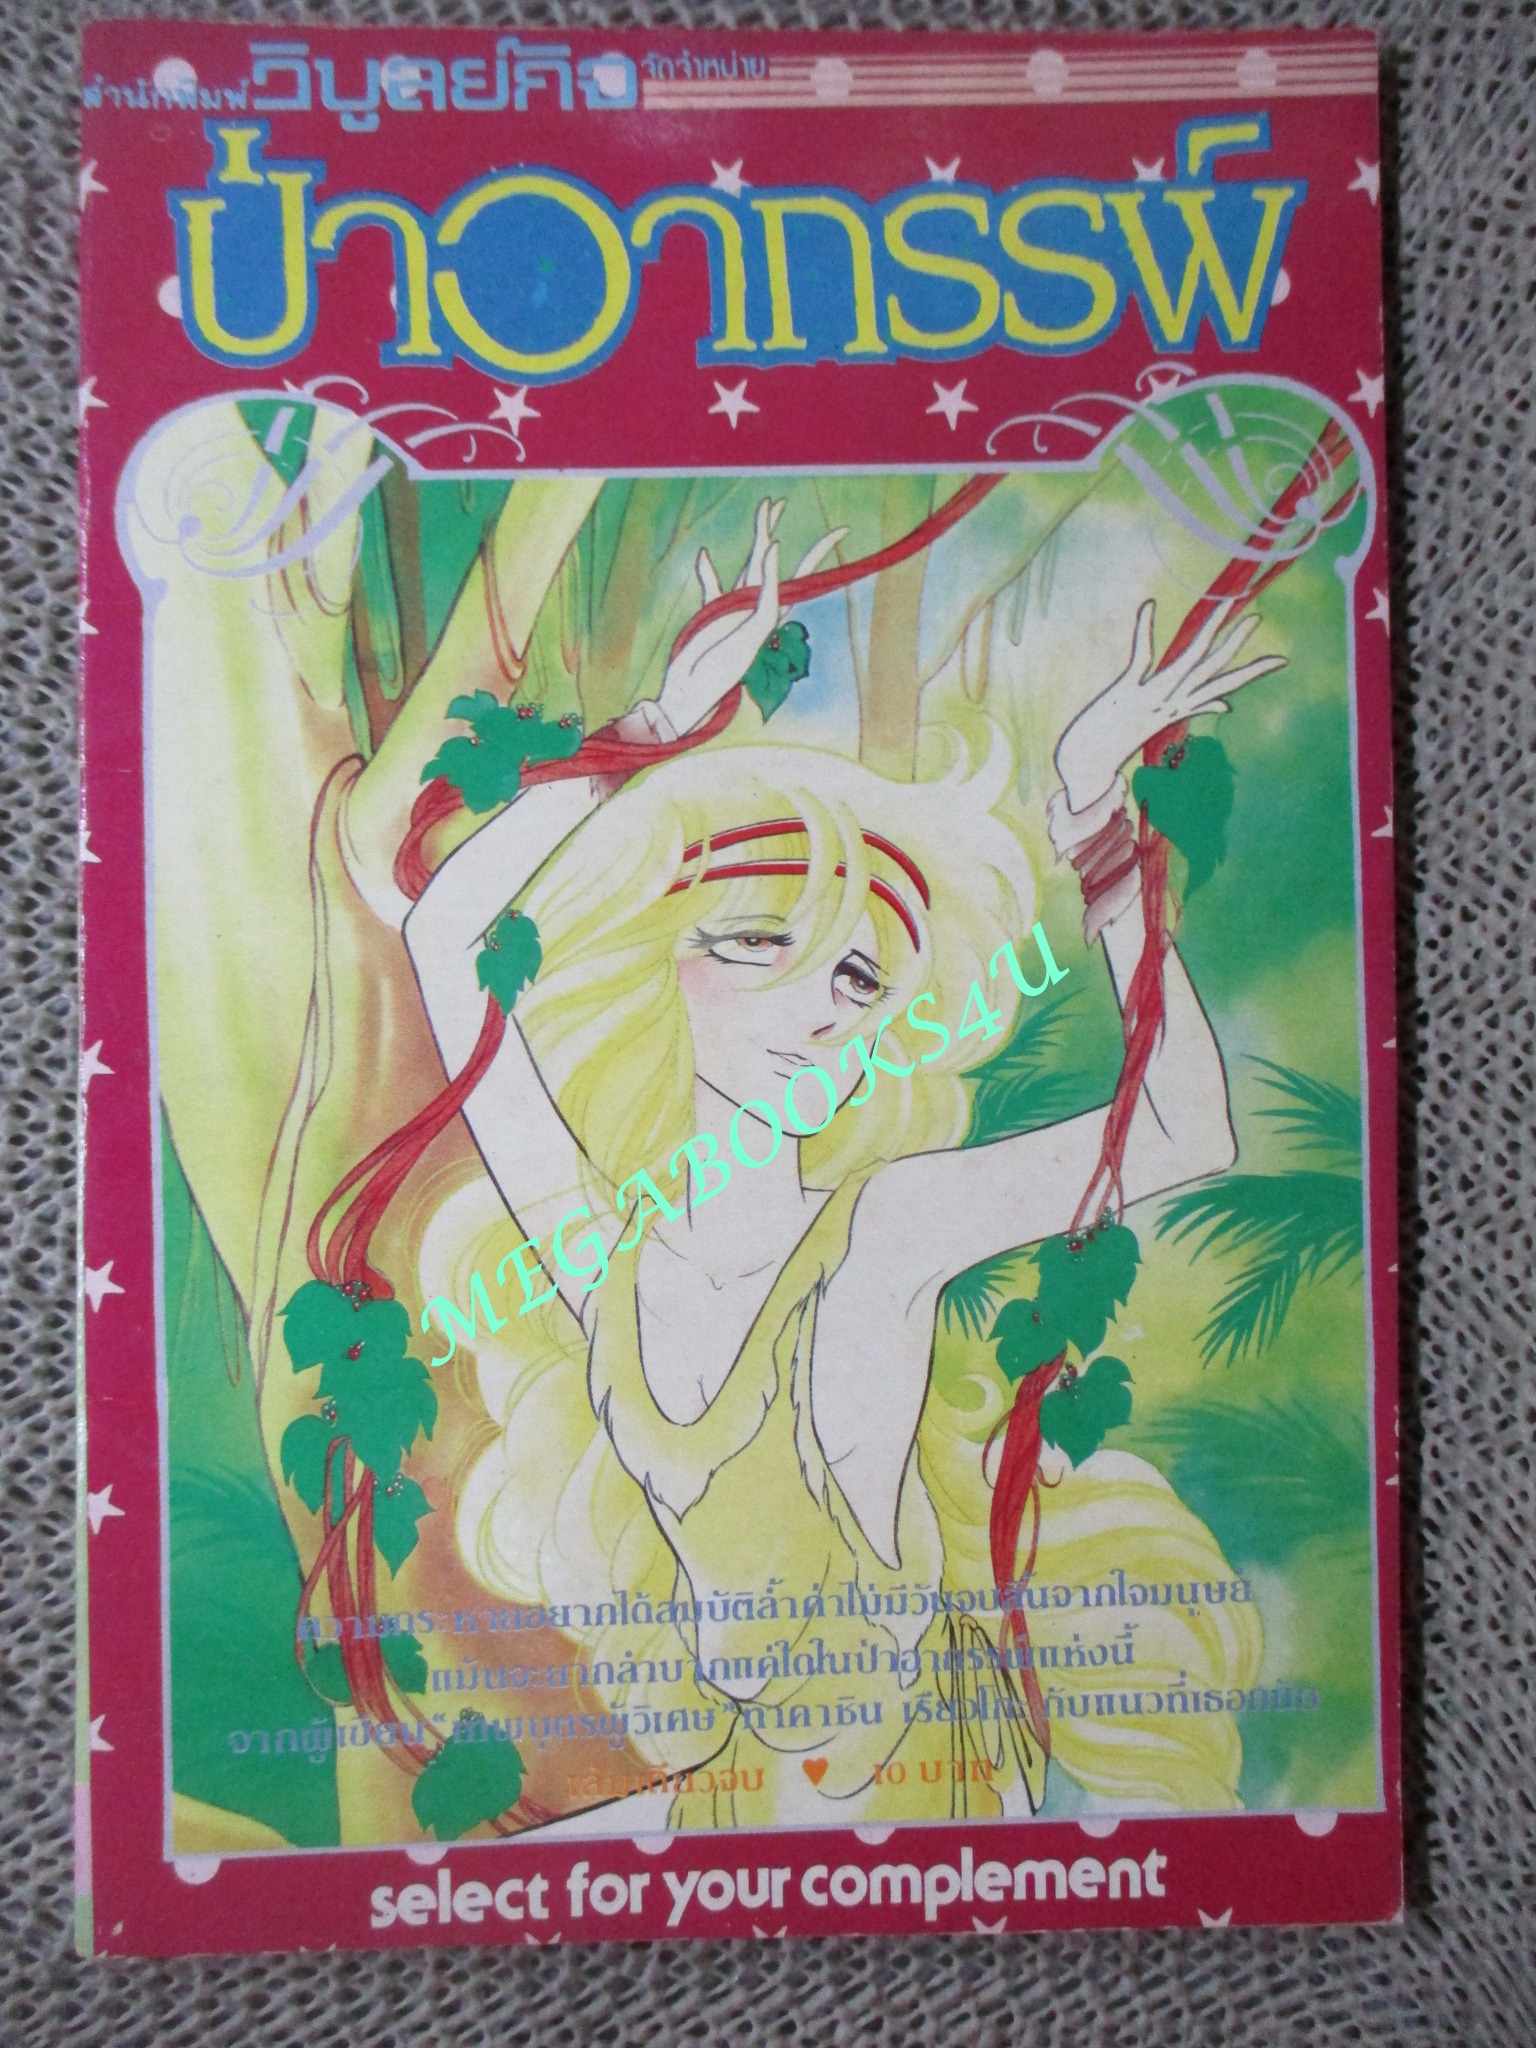 สำนักพิมพ์ วิบูลย์กิจ จัดจำหน่าย
ป่าอาถรรพ์
MEGABOOKS4U
ความกระหายอยากได้สมบัติล้ำค่าไม่มีวันจบสิ้นจากใจมนุษย์
แม้นจะยากลำบากแค่ใดในป่าอาถรรพ์แห่งนี้
จากผู้เขียน "เทพบุตรผู้วิเศษ" ทาคาชิน เรียวโกะ กับแนวที่เธอถนัด
เล่มเดียวจบ ♥ 10 บาท
select for your complement